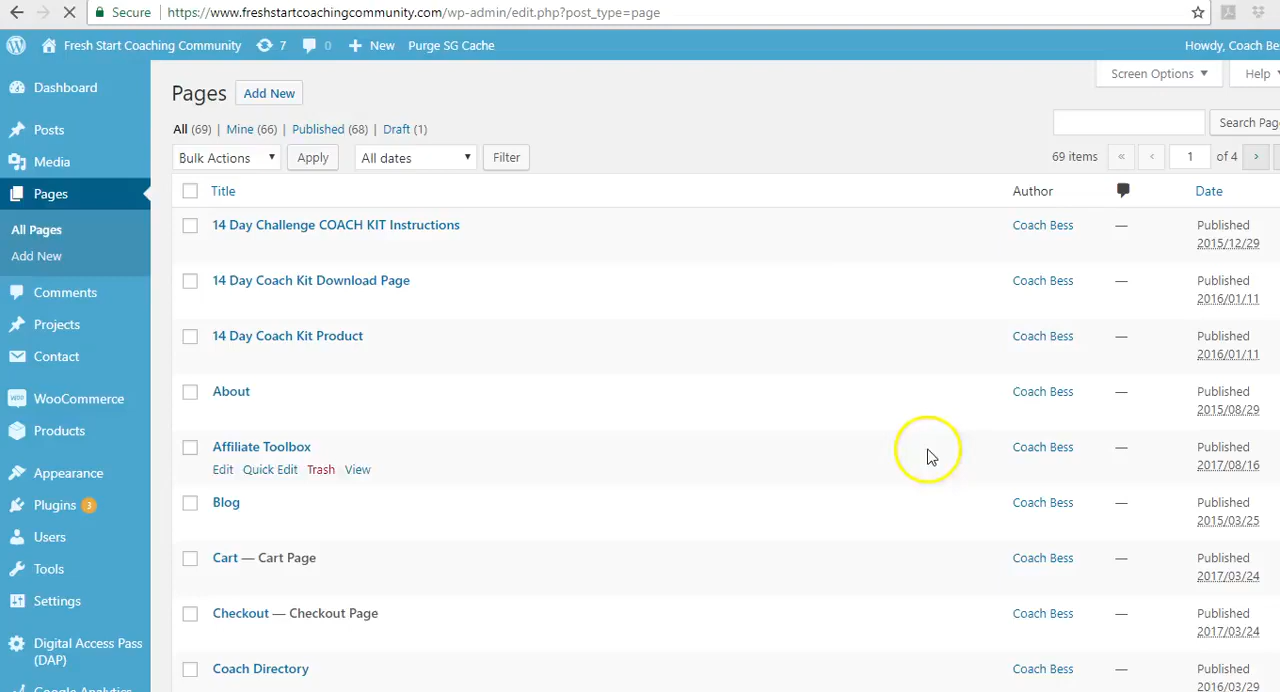 Secure https://www.freshstartcoachingcommunity.com/wp-admin/edit.php?post_type=page
Fresh Start Coaching Community 7 0 New Purge SG Cache Howdy, Coach Bes
Screen Options Help
Dashboard
Posts
Media
Pages
All Pages
Add New
Comments
Projects
Contact
WooCommerce
Products
Appearance
Plugins 3
Users
Tools
Settings
Digital Access Pass
(DAP)
Google Analytics
Pages Add New
All (69) | Mine (66) | Published (68) | Draft (1)
Search Pag
Bulk Actions Apply All dates Filter 69 items « ‹ 1 of 4 ›
Title Author Date
14 Day Challenge COACH KIT Instructions Coach Bess — Published
2015/12/29
14 Day Coach Kit Download Page Coach Bess — Published
2016/01/11
14 Day Coach Kit Product Coach Bess — Published
2016/01/11
About Coach Bess — Published
2015/08/29
Affiliate Toolbox Coach Bess — Published
Edit Quick Edit Trash View 2017/08/16
Blog Coach Bess — Published
2015/03/25
Cart — Cart Page Coach Bess — Published
2017/03/24
Checkout — Checkout Page Coach Bess — Published
2017/03/24
Coach Directory Coach Bess — Published
2016/03/29